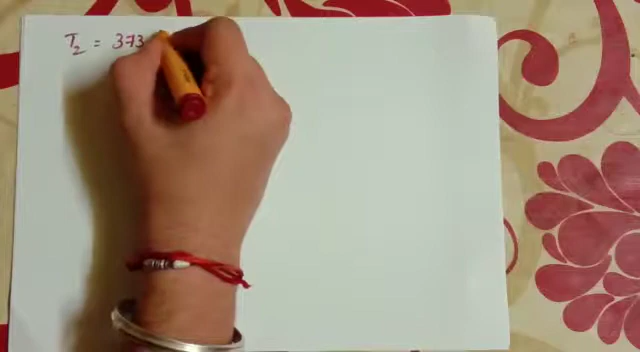 T₂ = 373